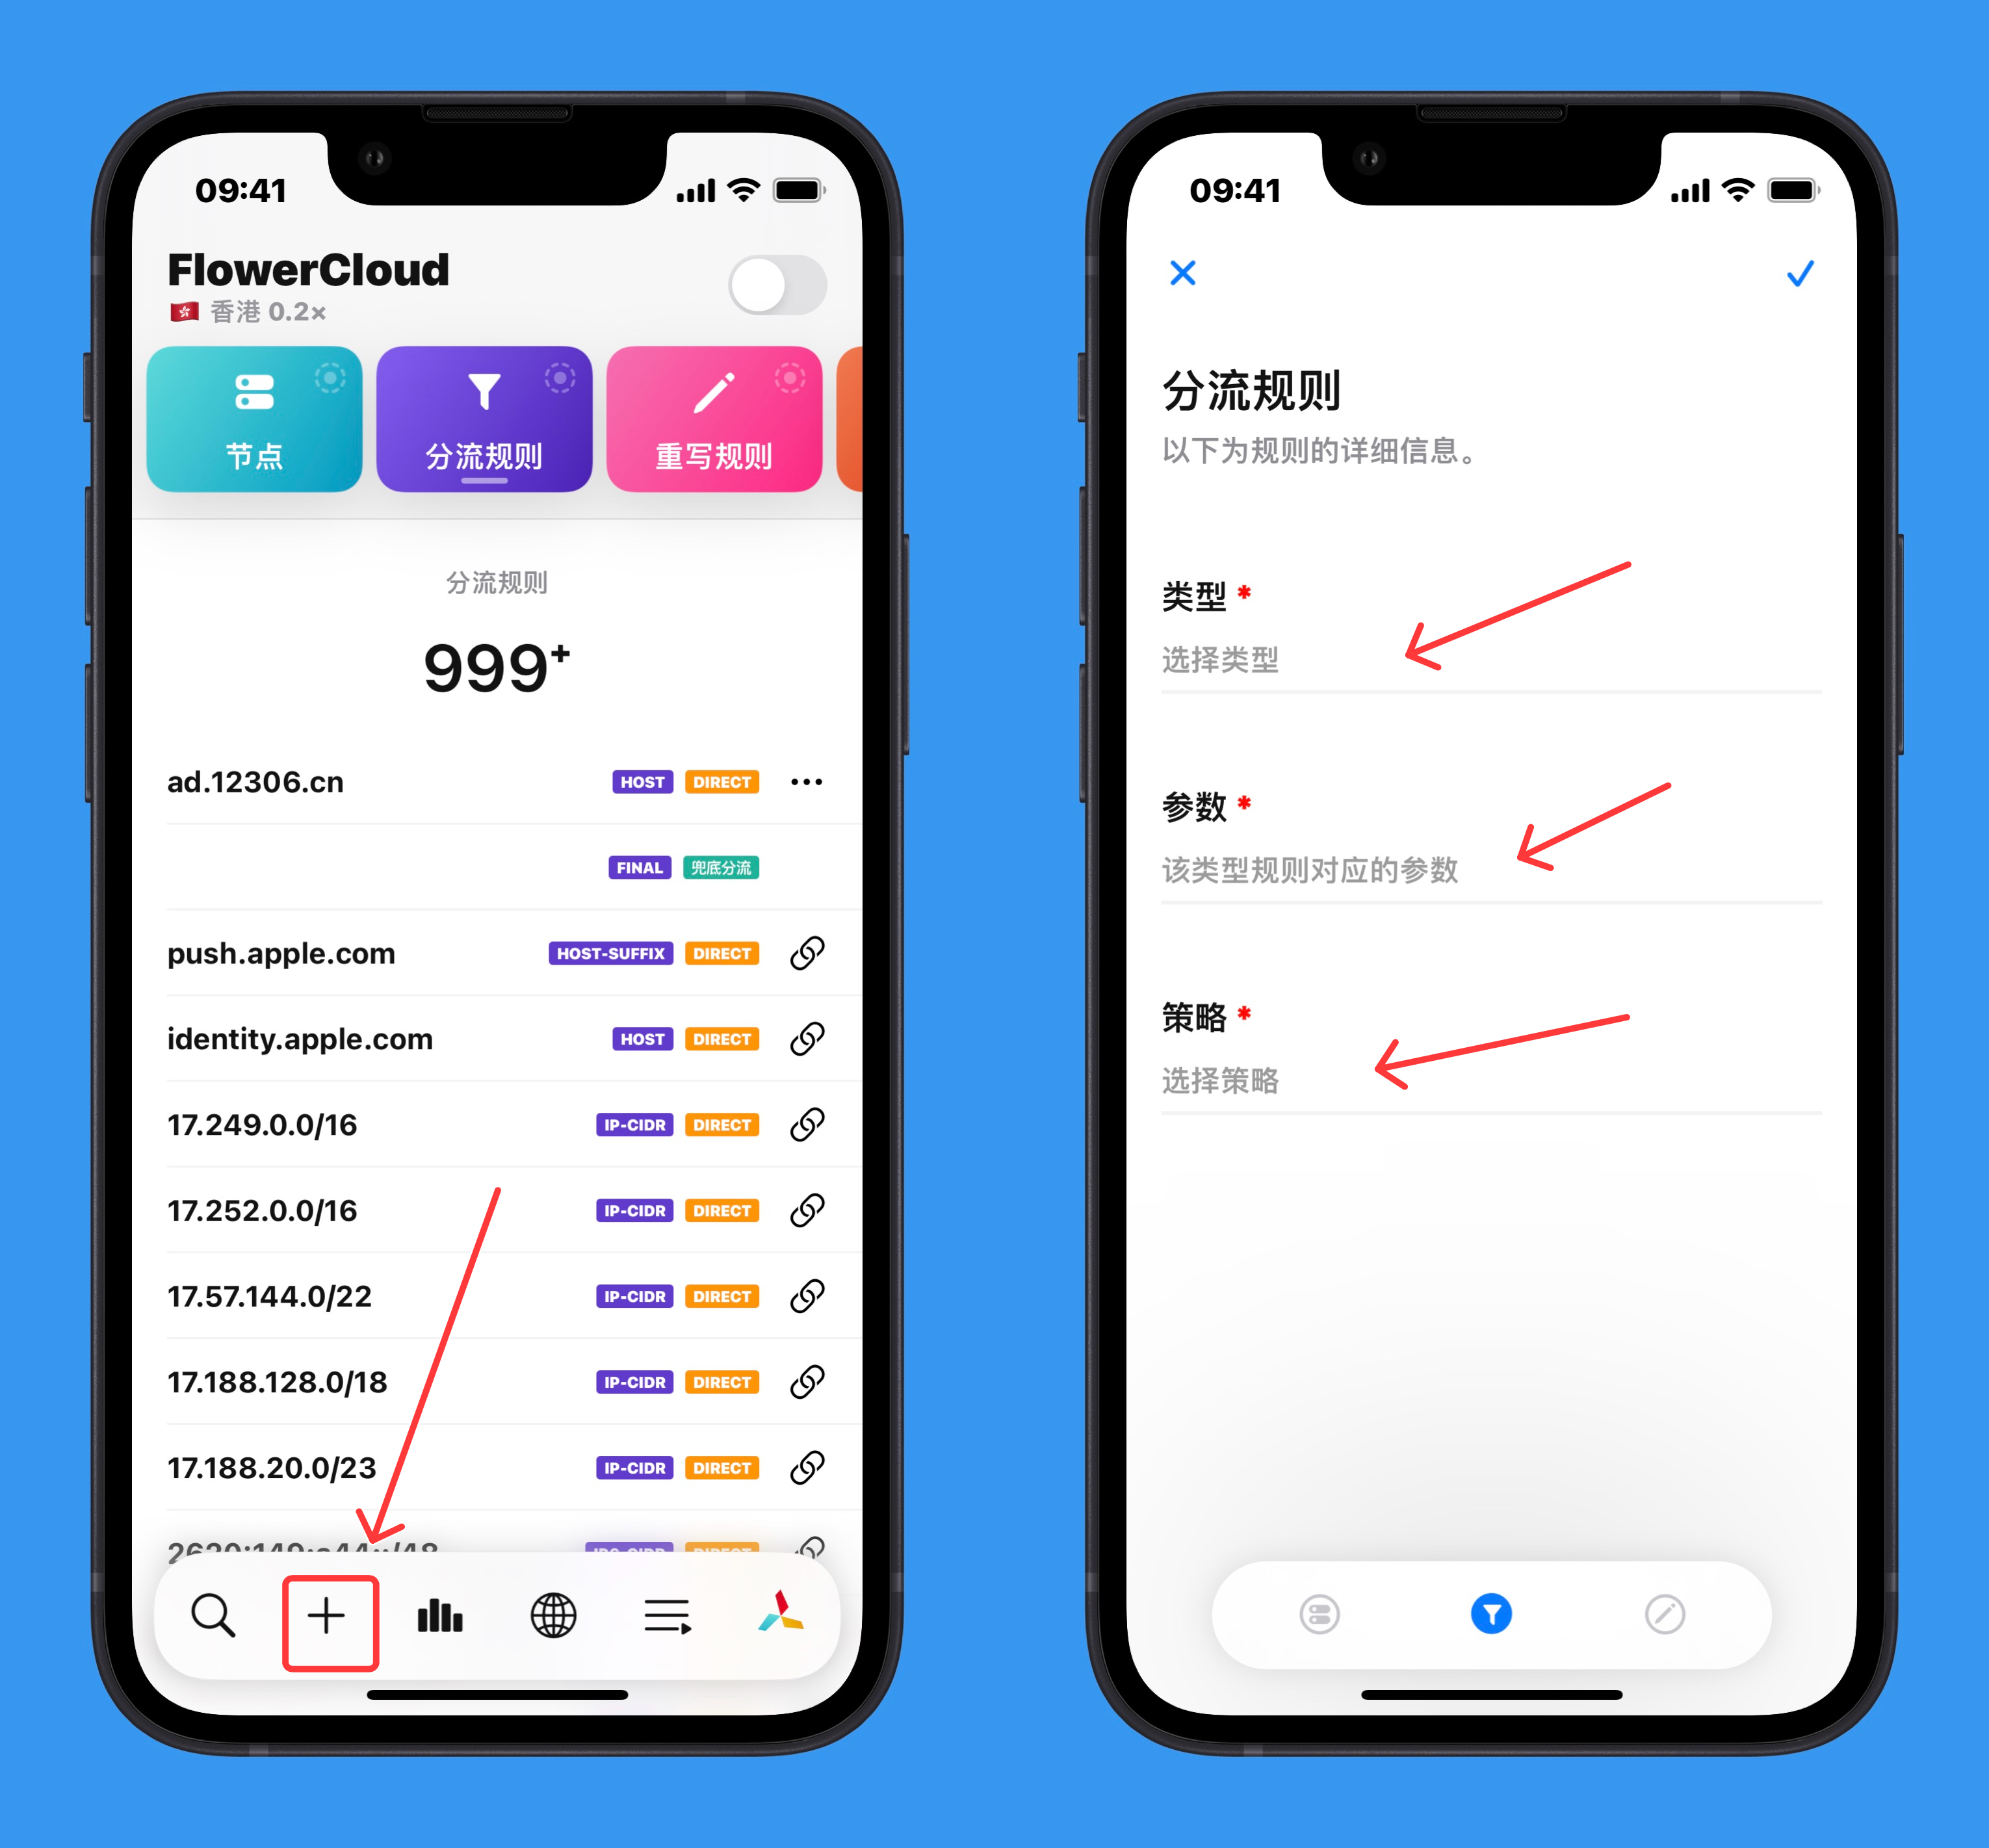 09:41
FlowerCloud
香港 0.2×
节点
分流规则
重写规则
分流规则
999+
ad.12306.cn HOST DIRECT
FINAL 兜底分流
push.apple.com HOST-SUFFIX DIRECT
identity.apple.com HOST DIRECT
17.249.0.0/16 IP-CIDR DIRECT
17.252.0.0/16 IP-CIDR DIRECT
17.57.144.0/22 IP-CIDR DIRECT
17.188.128.0/18 IP-CIDR DIRECT
17.188.20.0/23 IP-CIDR DIRECT
09:41
分流规则
以下为规则的详细信息。
类型 *
选择类型
参数 *
该类型规则对应的参数
策略 *
选择策略